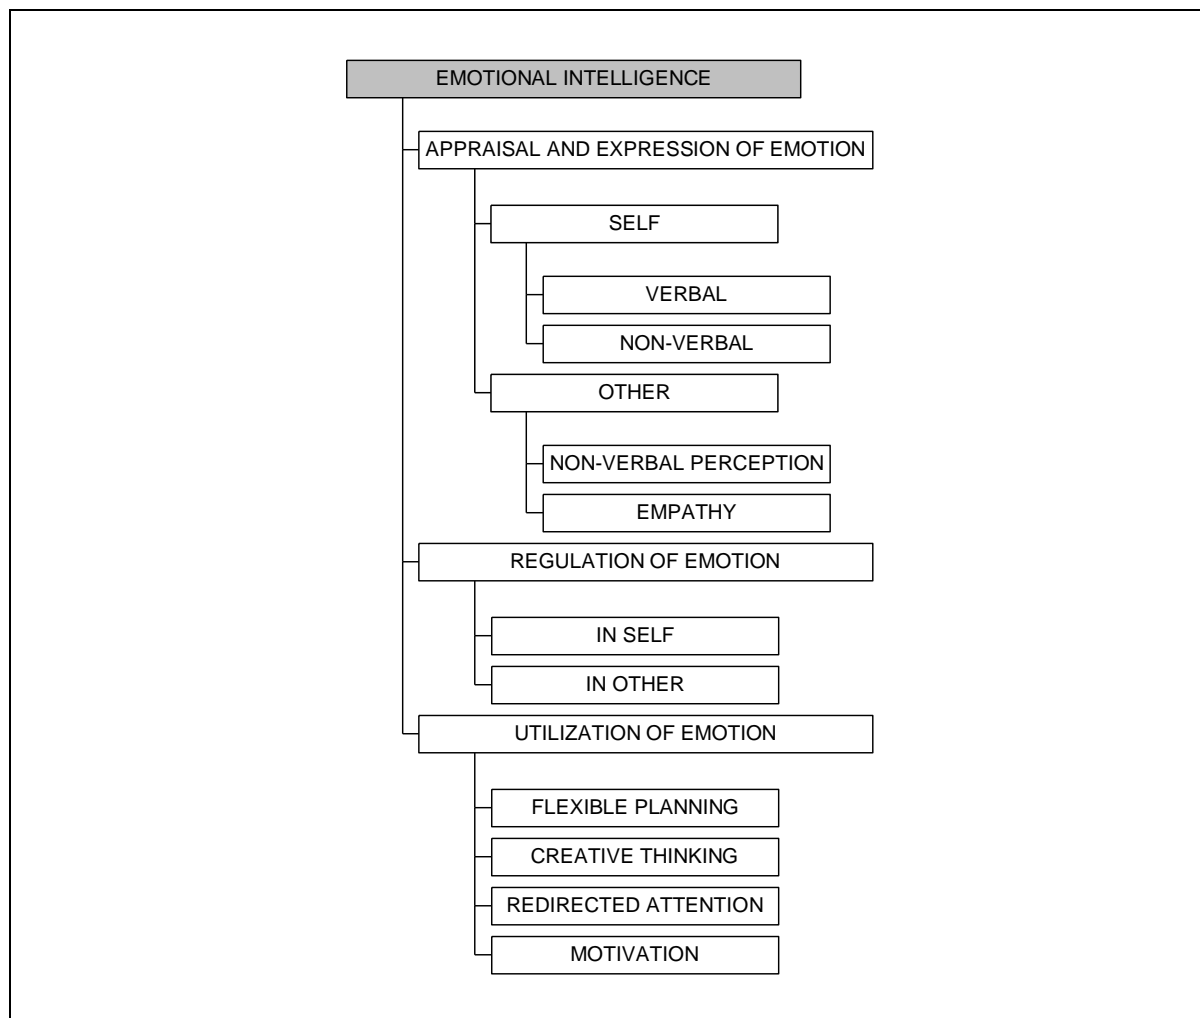 EMOTIONAL INTELLIGENCE
APPRAISAL AND EXPRESSION OF EMOTION
SELF
VERBAL
NON-VERBAL
OTHER
NON-VERBAL PERCEPTION
EMPATHY
REGULATION OF EMOTION
IN SELF
IN OTHER
UTILIZATION OF EMOTION
FLEXIBLE PLANNING
CREATIVE THINKING
REDIRECTED ATTENTION
MOTIVATION